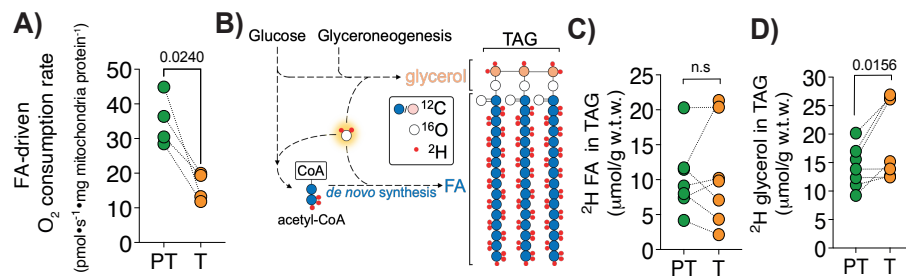 A)
FA-driven
O₂ consumption rate
(pmol•s⁻¹•mg mitochondria protein⁻¹)
0.0240
50
40
30
20
10
0
PT T
B)
Glucose Glyceroneogenesis
TAG
glycerol
●/● ¹²C
¹⁶O
²H
CoA
de novo synthesis
FA
acetyl-CoA
C)
²H FA in TAG
(μmol/g w.t.w.)
n.s
25
20
15
10
5
0
PT T
D)
²H glycerol in TAG
(μmol/g w.t.w.)
0.0156
30
25
20
15
10
5
0
PT T